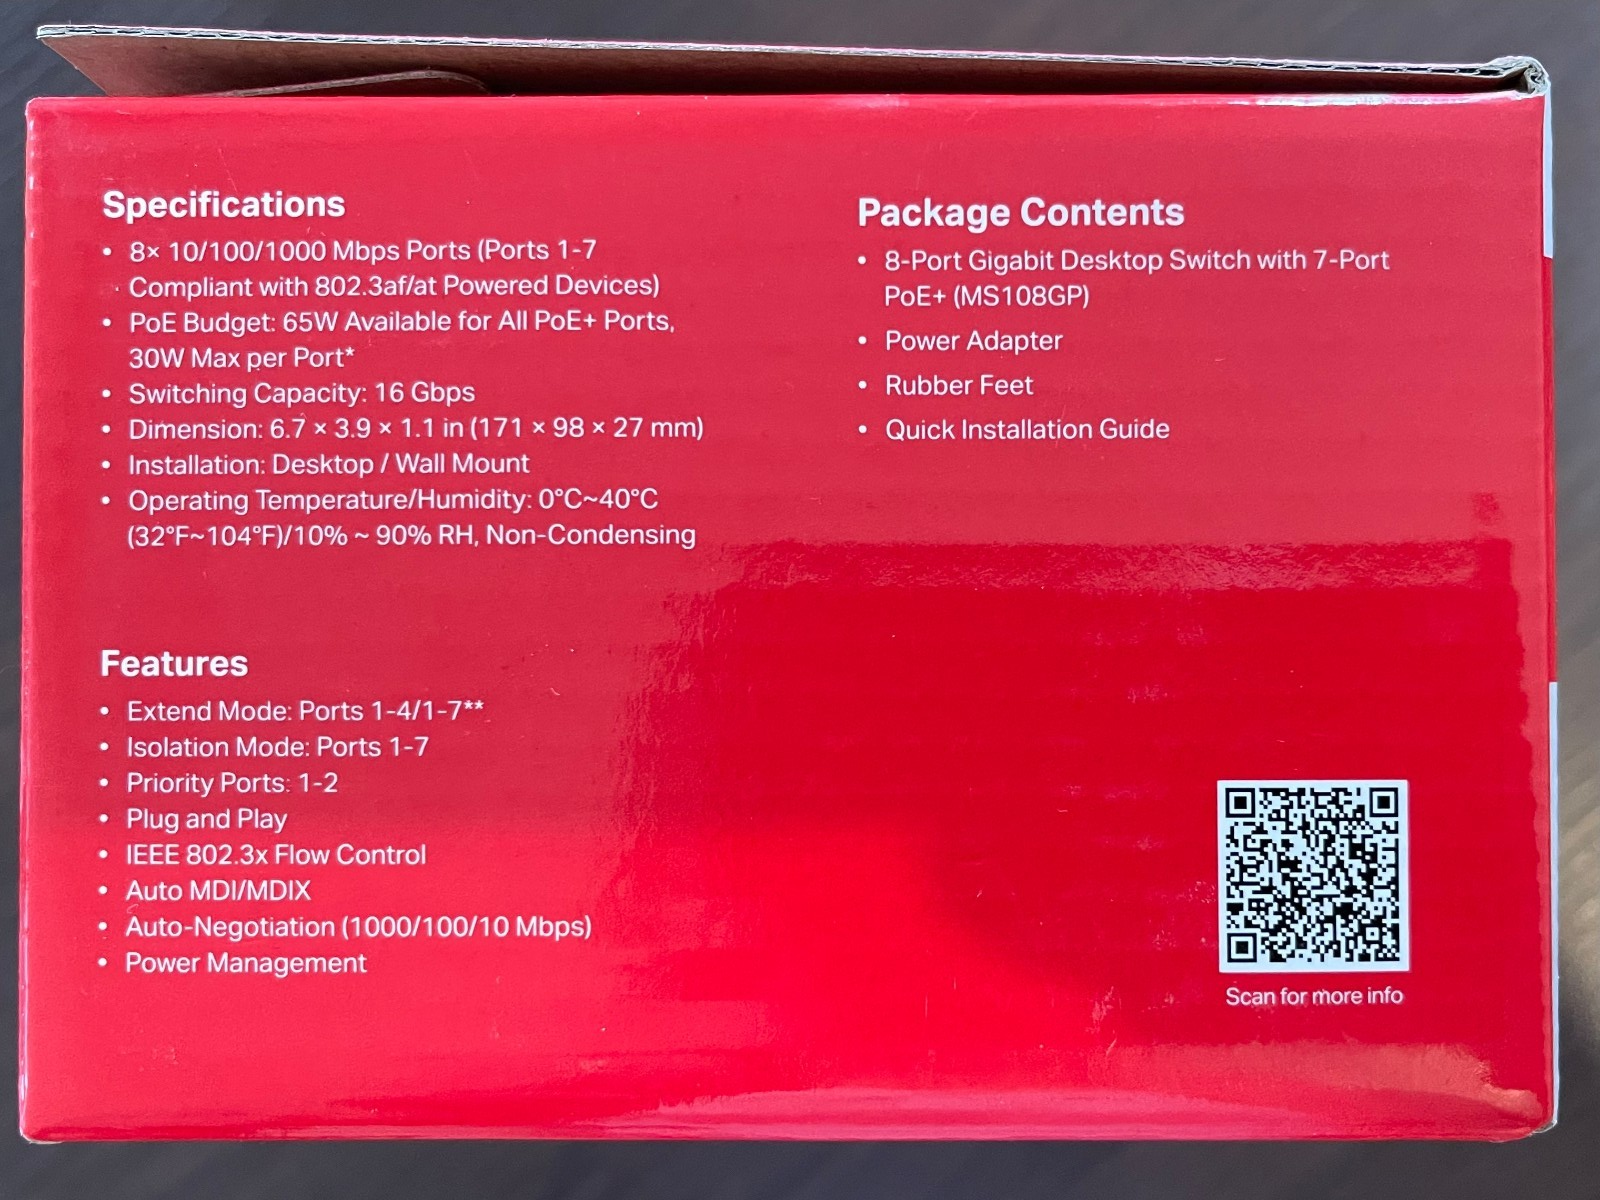 Specifications
• 8× 10/100/1000 Mbps Ports (Ports 1-7
Compliant with 802.3af/at Powered Devices)
• PoE Budget: 65W Available for All PoE+ Ports,
30W Max per Port*
• Switching Capacity: 16 Gbps
• Dimension: 6.7 × 3.9 × 1.1 in (171 × 98 × 27 mm)
• Installation: Desktop / Wall Mount
• Operating Temperature/Humidity: 0°C~40°C
(32°F~104°F)/10% ~ 90% RH, Non-Condensing
Features
• Extend Mode: Ports 1-4/1-7**
• Isolation Mode: Ports 1-7
• Priority Ports: 1-2
• Plug and Play
• IEEE 802.3x Flow Control
• Auto MDI/MDIX
• Auto-Negotiation (1000/100/10 Mbps)
• Power Management
Package Contents
• 8-Port Gigabit Desktop Switch with 7-Port
PoE+ (MS108GP)
• Power Adapter
• Rubber Feet
• Quick Installation Guide
Scan for more info